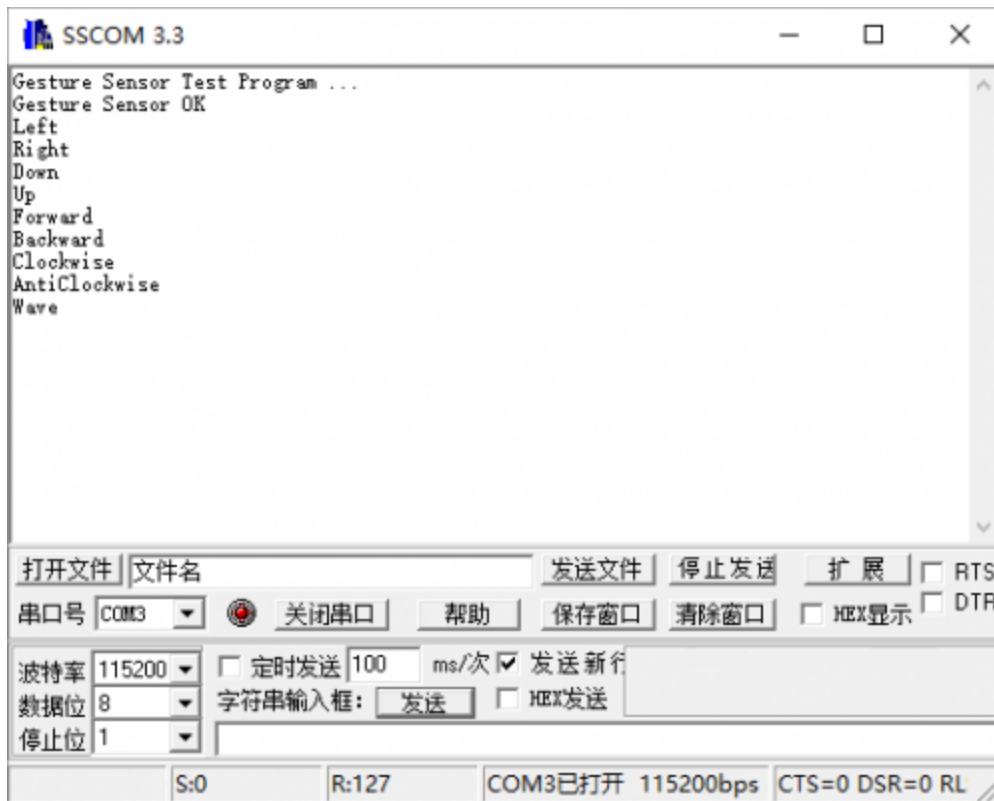 SSCOM 3.3
Gesture Sensor Test Program ...
Gesture Sensor OK
Left
Right
Down
Up
Forward
Backward
Clockwise
AntiClockwise
Wave
打开文件 文件名 发送文件 停止发送 扩 展 RTS
串口号 COM3 关闭串口 帮助 保存窗口 清除窗口 HEX显示 DTR
波特率 115200 定时发送 100 ms/次 发送新行
数据位 8 字符串输入框： 发送 HEX发送
停止位 1
S:0 R:127 COM3已打开 115200bps CTS=0 DSR=0 RL